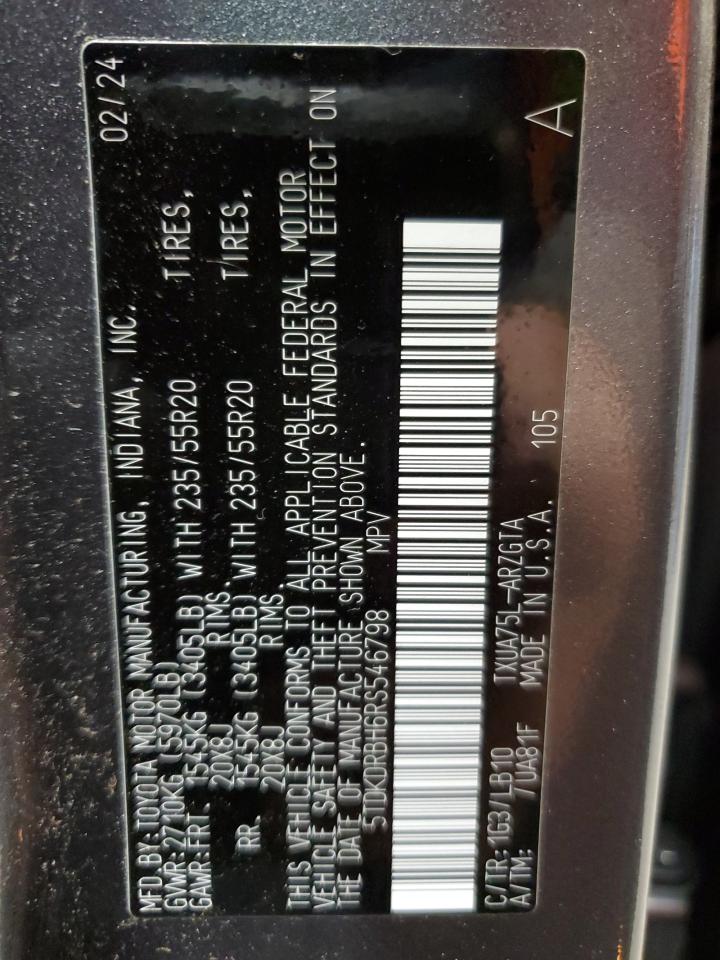 MFD.BY:TOYOTA MOTOR MANUFACTURING, INDIANA, INC. 02/24
GVWR:2710KG (5970LB)
GAWR:FRT. 1545KG (3405LB) WITH 235/55R20 TIRES,
20X8J RIMS
RR. 1545KG (3405LB) WITH 235/55R20 TIRES,
20X8J RIMS
THIS VEHICLE CONFORMS TO ALL APPLICABLE FEDERAL MOTOR
VEHICLE SAFETY AND THEFT PREVENTION STANDARDS IN EFFECT ON
THE DATE OF MANUFACTURE SHOWN ABOVE.
5TDKDRBH6RS546798 MPV
C/TR:1G3/LB10 TXUA75L-ARZGTA
A/TM: /UA81F MADE IN U.S.A. 105 A